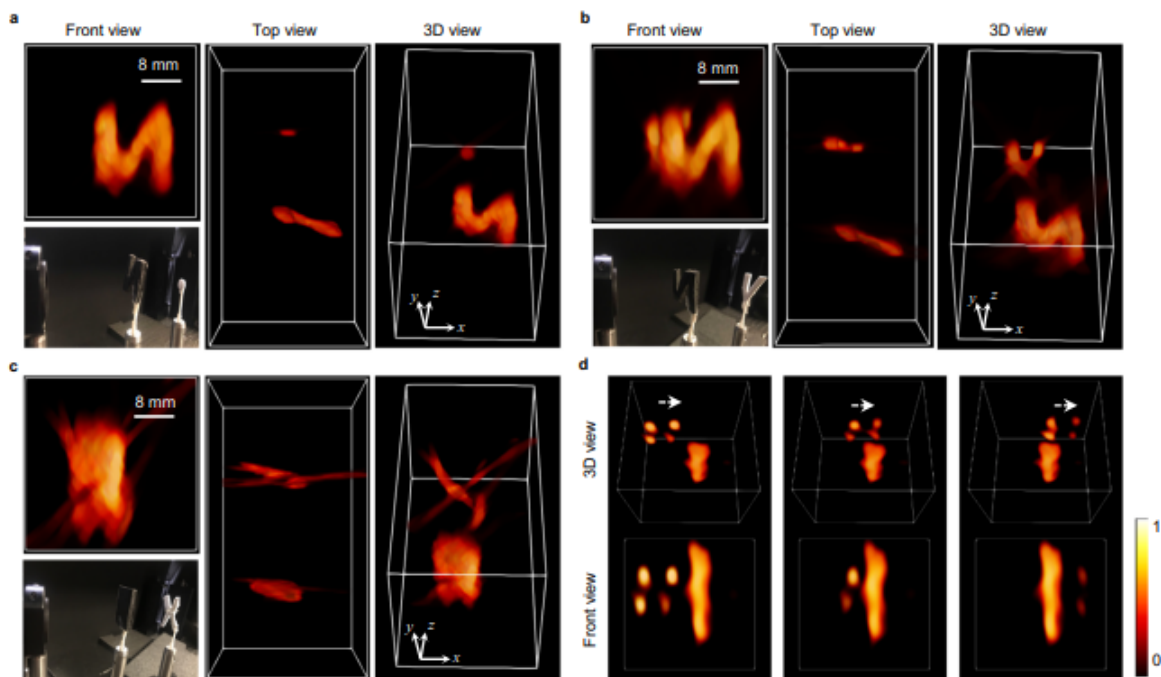 a
Front view Top view 3D view
8 mm
y z x
b
Front view Top view 3D view
8 mm
y z x
c
8 mm
y z x
d
3D view
Front view
1
0